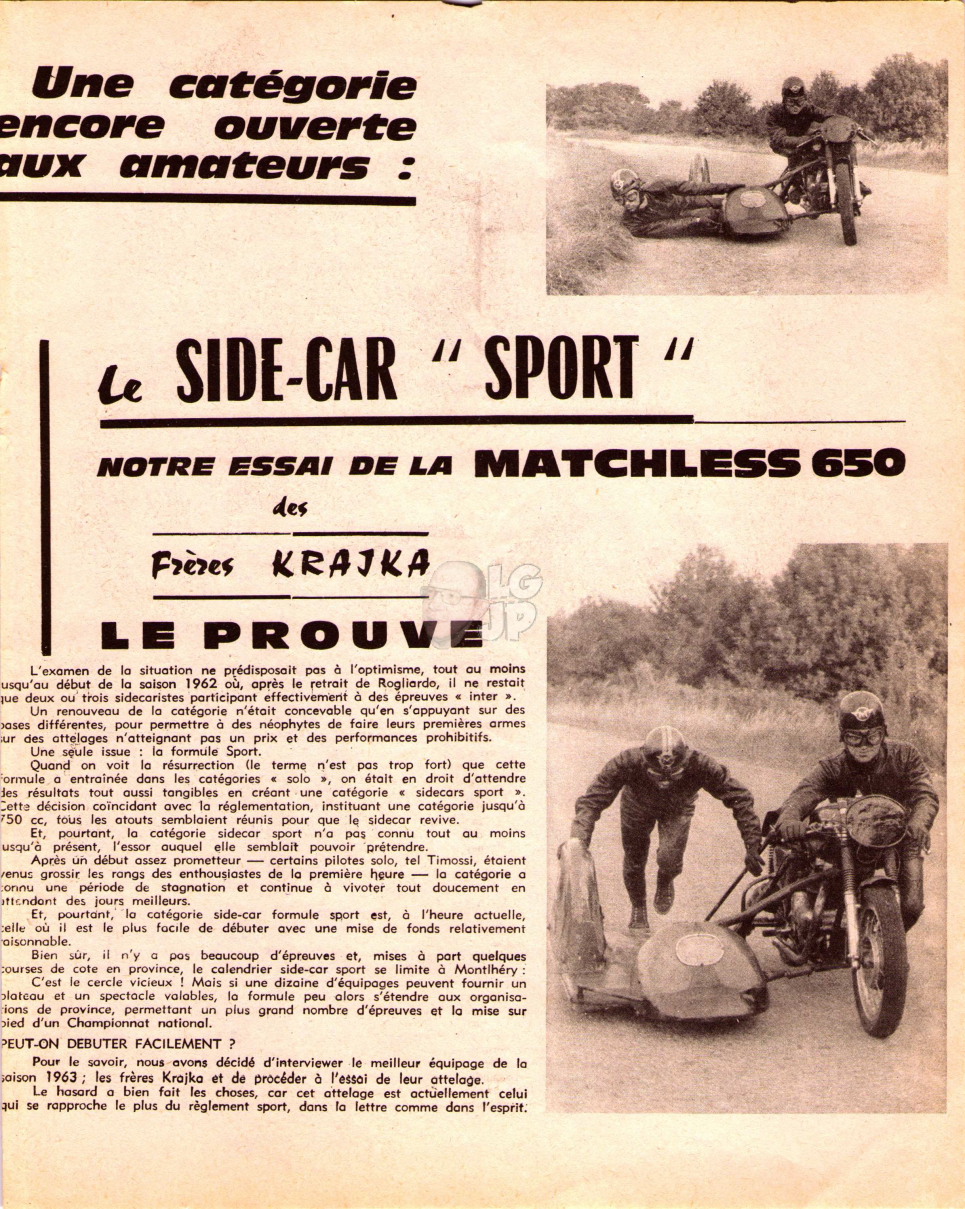 Une catégorie
encore ouverte
aux amateurs :
Le SIDE-CAR “ SPORT “
NOTRE ESSAI DE LA MATCHLESS 650
des
Frères KRAJKA
LG
JP
LE PROUVE
L'examen de la situation ne prédisposait pas à l'optimisme, tout au moins
usqu'au début de la saison 1962 où, après le retrait de Rogliardo, il ne restait
que deux ou trois sidecaristes participant effectivement à des épreuves « inter ».
Un renouveau de la catégorie n'était concevable qu'en s'appuyant sur des
bases différentes, pour permettre à des néophytes de faire leurs premières armes
sur des attelages n'atteignant pas un prix et des performances prohibitifs.
Une seule issue : la formule Sport.
Quand on voit la résurrection (le terme n'est pas trop fort) que cette
formule a entraînée dans les catégories « solo », on était en droit d'attendre
des résultats tout aussi tangibles en créant une catégorie « sidecars sport ».
Cette décision coïncidant avec la réglementation, instituant une catégorie jusqu'à
750 cc, tous les atouts semblaient réunis pour que le sidecar revive.
Et, pourtant, la catégorie sidecar sport n'a pas connu tout au moins
usqu'à présent, l'essor auquel elle semblait pouvoir prétendre.
Après un début assez prometteur — certains pilotes solo, tel Timossi, étaient
venus grossir les rangs des enthousiastes de la première heure — la catégorie a
connu une période de stagnation et continue à vivoter tout doucement en
attendant des jours meilleurs.
Et, pourtant, la catégorie side-car formule sport est, à l'heure actuelle,
celle où il est le plus facile de débuter avec une mise de fonds relativement
raisonnable.
Bien sûr, il n'y a pas beaucoup d'épreuves et, mises à part quelques
courses de cote en province, le calendrier side-car sport se limite à Montlhéry :
C'est le cercle vicieux ! Mais si une dizaine d'équipages peuvent fournir un
plateau et un spectacle valables, la formule peu alors s'étendre aux organisa-
tions de province, permettant un plus grand nombre d'épreuves et la mise sur
pied d'un Championnat national.
PEUT-ON DEBUTER FACILEMENT ?
Pour le savoir, nous avons décidé d'interviewer le meilleur équipage de la
saison 1963 ; les frères Krajka et de procéder à l'essai de leur attelage.
Le hasard a bien fait les choses, car cet attelage est actuellement celui
qui se rapproche le plus du règlement sport, dans la lettre comme dans l'esprit.